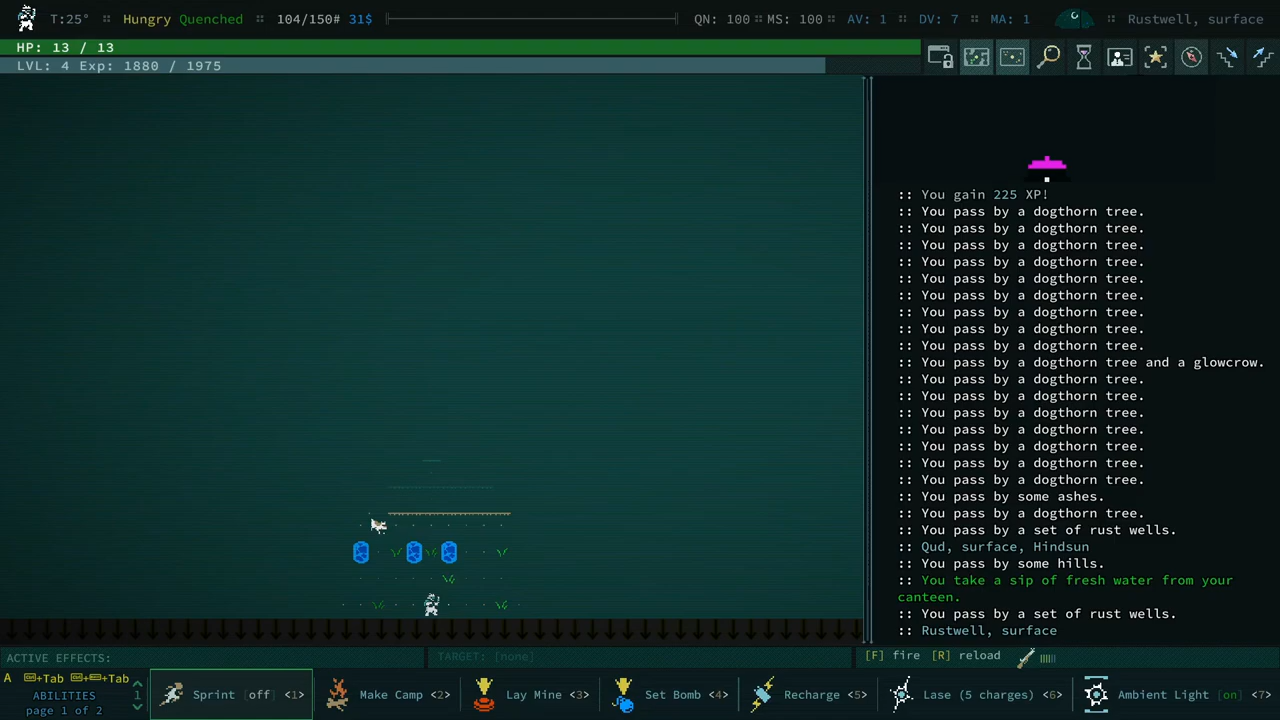 T:25° :: Hungry Quenched :: 104/150# 31$ QN: 100 :: MS: 100 :: AV: 1 :: DV: 7 :: MA: 1 :: Rustwell, surface
HP: 13 / 13
LVL: 4 Exp: 1880 / 1975
:: You gain 225 XP!
:: You pass by a dogthorn tree.
:: You pass by a dogthorn tree.
:: You pass by a dogthorn tree.
:: You pass by a dogthorn tree.
:: You pass by a dogthorn tree.
:: You pass by a dogthorn tree.
:: You pass by a dogthorn tree.
:: You pass by a dogthorn tree.
:: You pass by a dogthorn tree.
:: You pass by a dogthorn tree and a glowcrow.
:: You pass by a dogthorn tree.
:: You pass by a dogthorn tree.
:: You pass by a dogthorn tree.
:: You pass by a dogthorn tree.
:: You pass by a dogthorn tree.
:: You pass by a dogthorn tree.
:: You pass by a dogthorn tree.
:: You pass by some ashes.
:: You pass by a dogthorn tree.
:: You pass by a set of rust wells.
:: Qud, surface, Hindsun
:: You pass by some hills.
:: You take a sip of fresh water from your
canteen.
:: You pass by a set of rust wells.
:: Rustwell, surface
ACTIVE EFFECTS: TARGET: [none] [F] fire [R] reload
A Tab Tab
ABILITIES 1
page 1 of 2
Sprint [off] <1> Make Camp <2> Lay Mine <3> Set Bomb <4> Recharge <5> Lase (5 charges) <6> Ambient Light [on] <7>